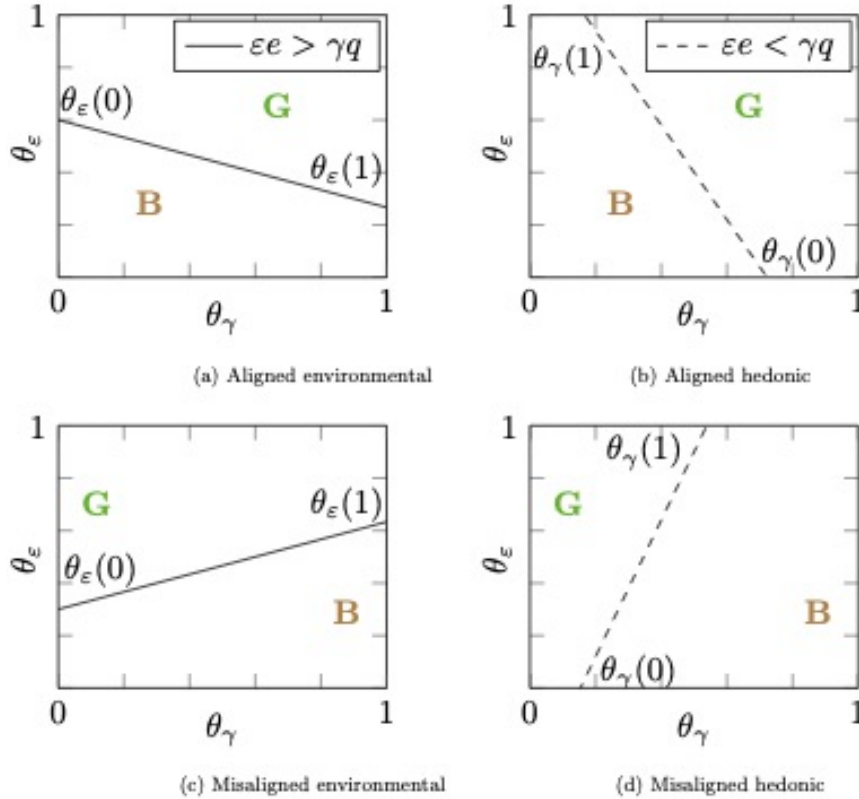 1 εe > γq
θε(0)
G
θε
θε(1)
B
0 1
θγ
(a) Aligned environmental
1 εe < γq
θγ(1)
G
θε
B
θγ(0)
0 1
θγ
(b) Aligned hedonic
1
G
θε(1)
θε
θε(0)
B
0 1
θγ
(c) Misaligned environmental
1
θγ(1)
G
θε
B
θγ(0)
0 1
θγ
(d) Misaligned hedonic